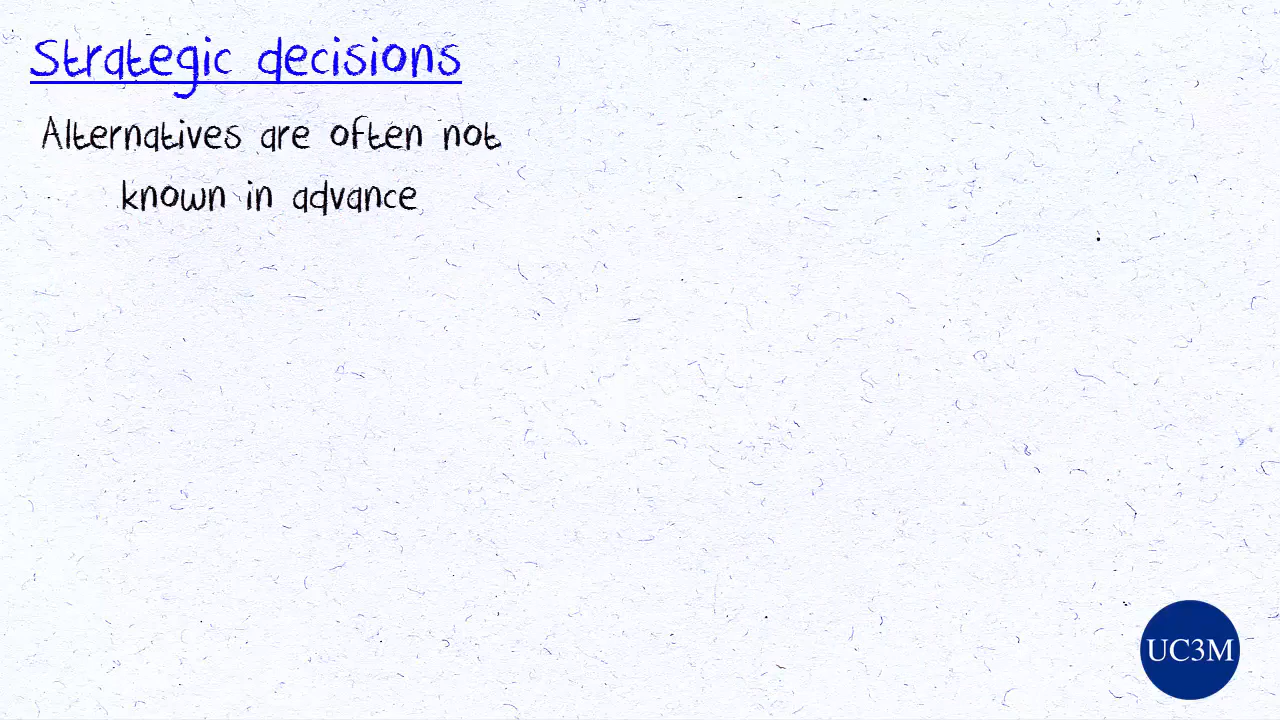 Strategic decisions
Alternatives are often not
known in advance
UC3M